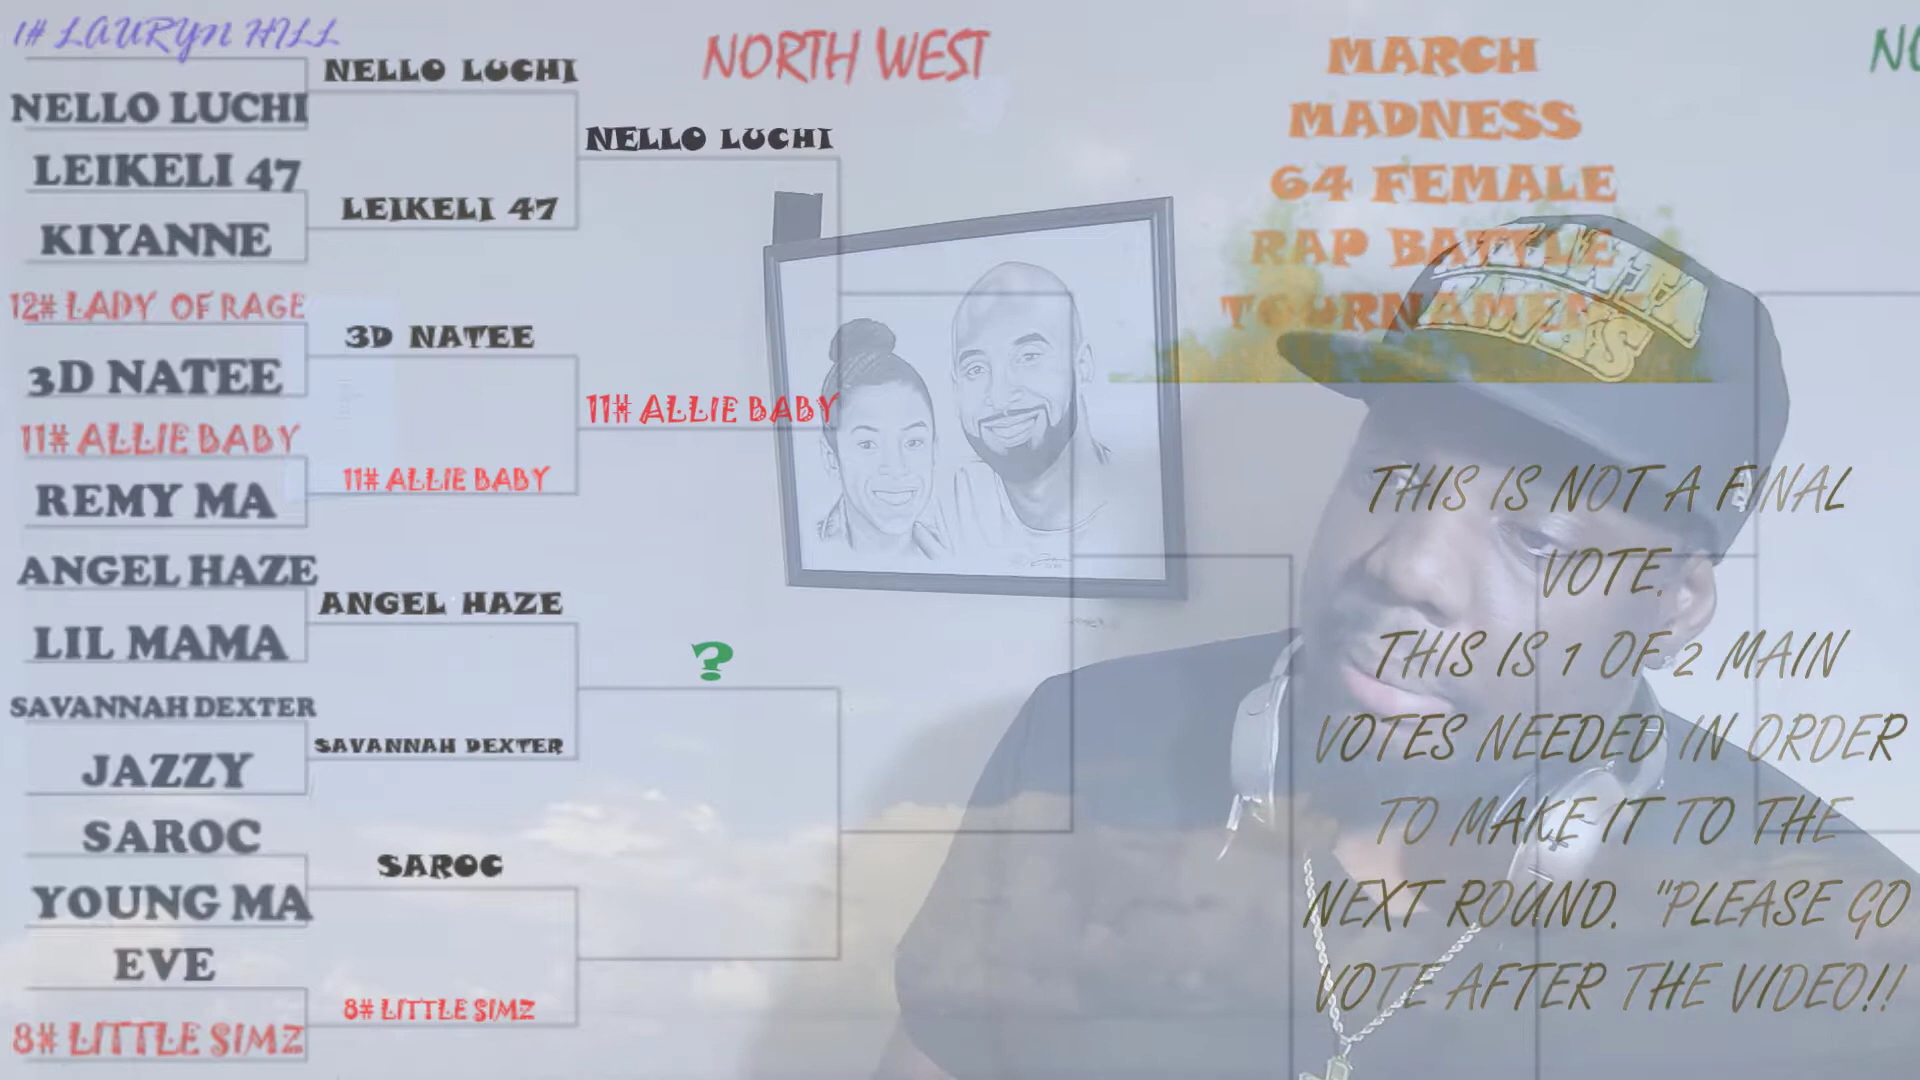 1# LAURYN HILL
NELLO LUCHI
LEIKELI 47
KIYANNE
12# LADY OF RAGE
3D NATEE
11# ALLIE BABY
REMY MA
ANGEL HAZE
LIL MAMA
SAVANNAH DEXTER
JAZZY
SAROC
YOUNG MA
EVE
8# LITTLE SIMZ
NELLO LUCHI
LEIKELI 47
3D NATEE
11# ALLIE BABY
ANGEL HAZE
SAVANNAH DEXTER
SAROC
8# LITTLE SIMZ
NELLO LUCHI
11# ALLIE BABY
?
NORTH WEST
MARCH
MADNESS
64 FEMALE
RAP BATTLE
TOURNAMENT
THIS IS NOT A FINAL
VOTE.
THIS IS 1 OF 2 MAIN
VOTES NEEDED IN ORDER
TO MAKE IT TO THE
NEXT ROUND. "PLEASE GO
VOTE AFTER THE VIDEO!!